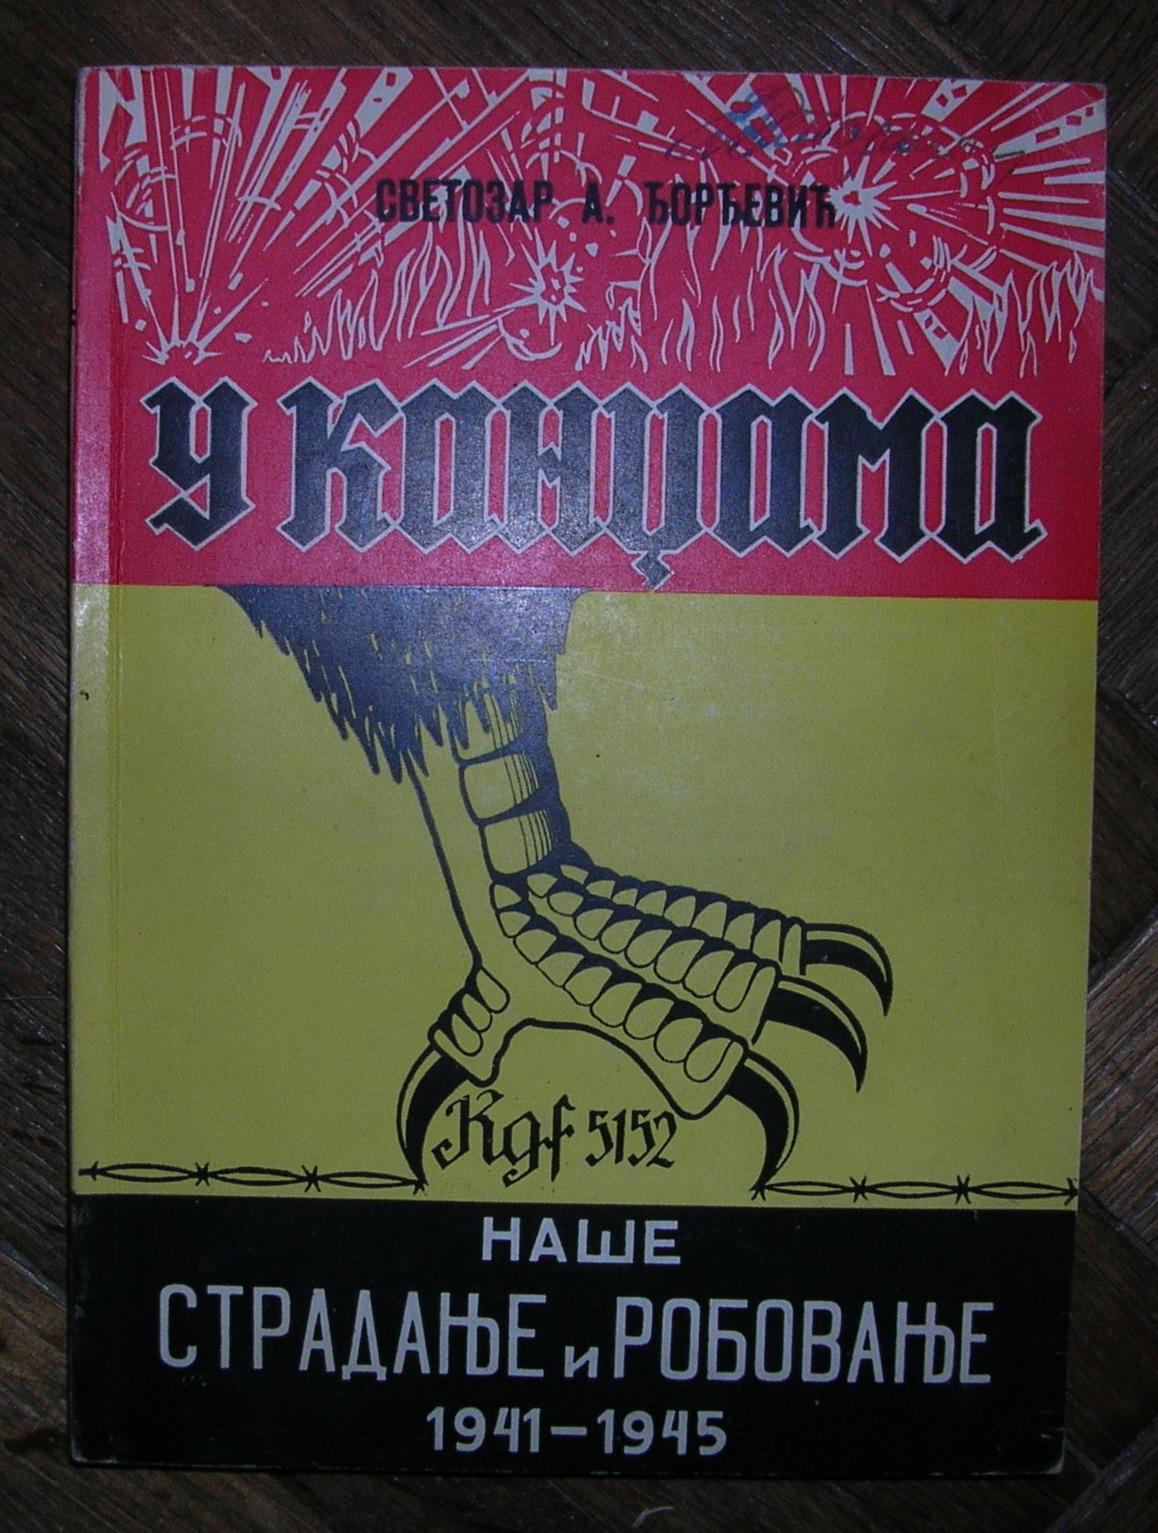 СВЕТОЗАР А. ЂОРЂЕВИЋ
У КАНЏАМА
Kgf 5152
НАШЕ
СТРАДАЊЕ и РОБОВАЊЕ
1941–1945